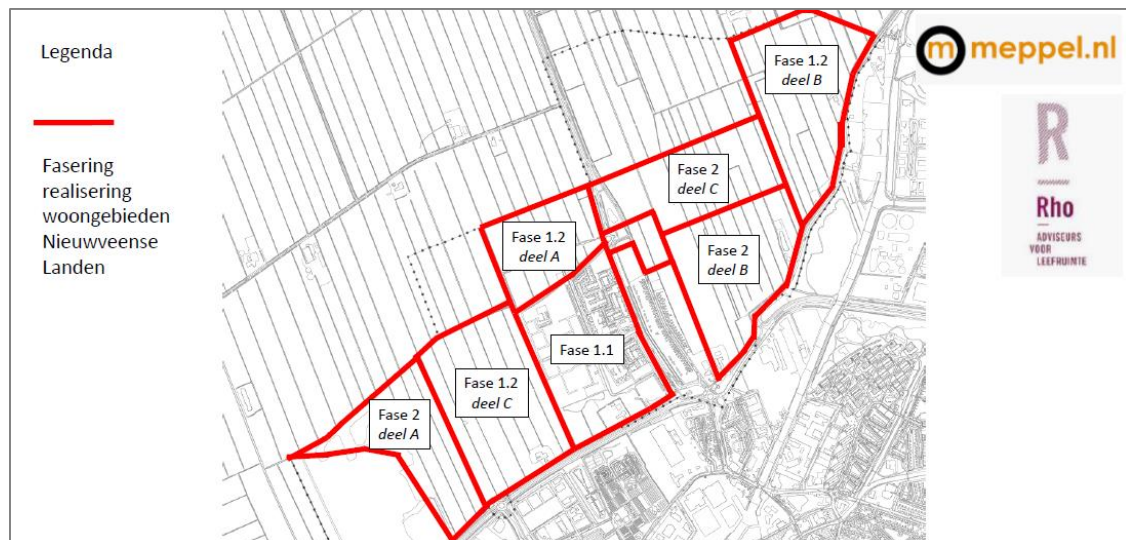 Legenda
Fasering
realisering
woongebieden
Nieuwveense
Landen
Fase 1.2
deel B
Fase 2
deel C
Fase 1.2
deel A
Fase 2
deel B
Fase 1.1
Fase 1.2
deel C
Fase 2
deel A
m meppel.nl
R
Rho
ADVISEURS
VOOR
LEEFRUIMTE